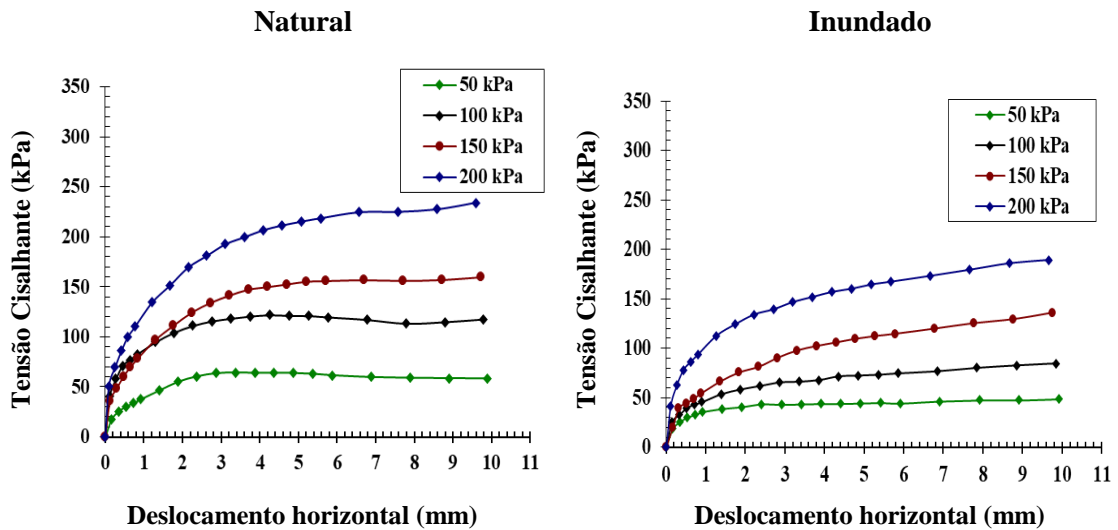 Natural
Inundado
Tensão Cisalhante (kPa)
350
300
250
200
150
100
50
0
50 kPa
100 kPa
150 kPa
200 kPa
0 1 2 3 4 5 6 7 8 9 10 11
Deslocamento horizontal (mm)
Tensão Cisalhante (kPa)
350
300
250
200
150
100
50
0
50 kPa
100 kPa
150 kPa
200 kPa
0 1 2 3 4 5 6 7 8 9 10 11
Deslocamento horizontal (mm)